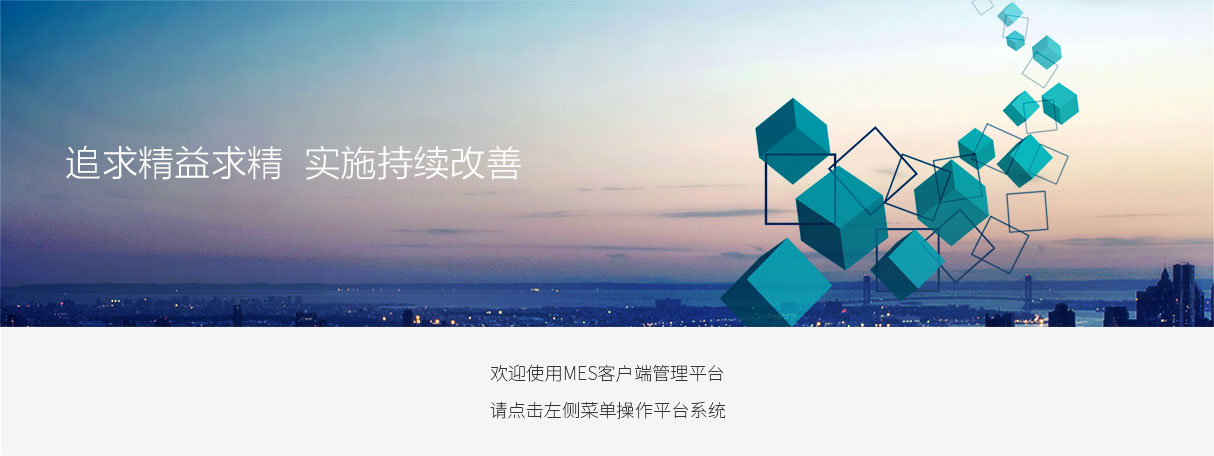 追求精益求精 实施持续改善
欢迎使用MES客户端管理平台
请点击左侧菜单操作平台系统